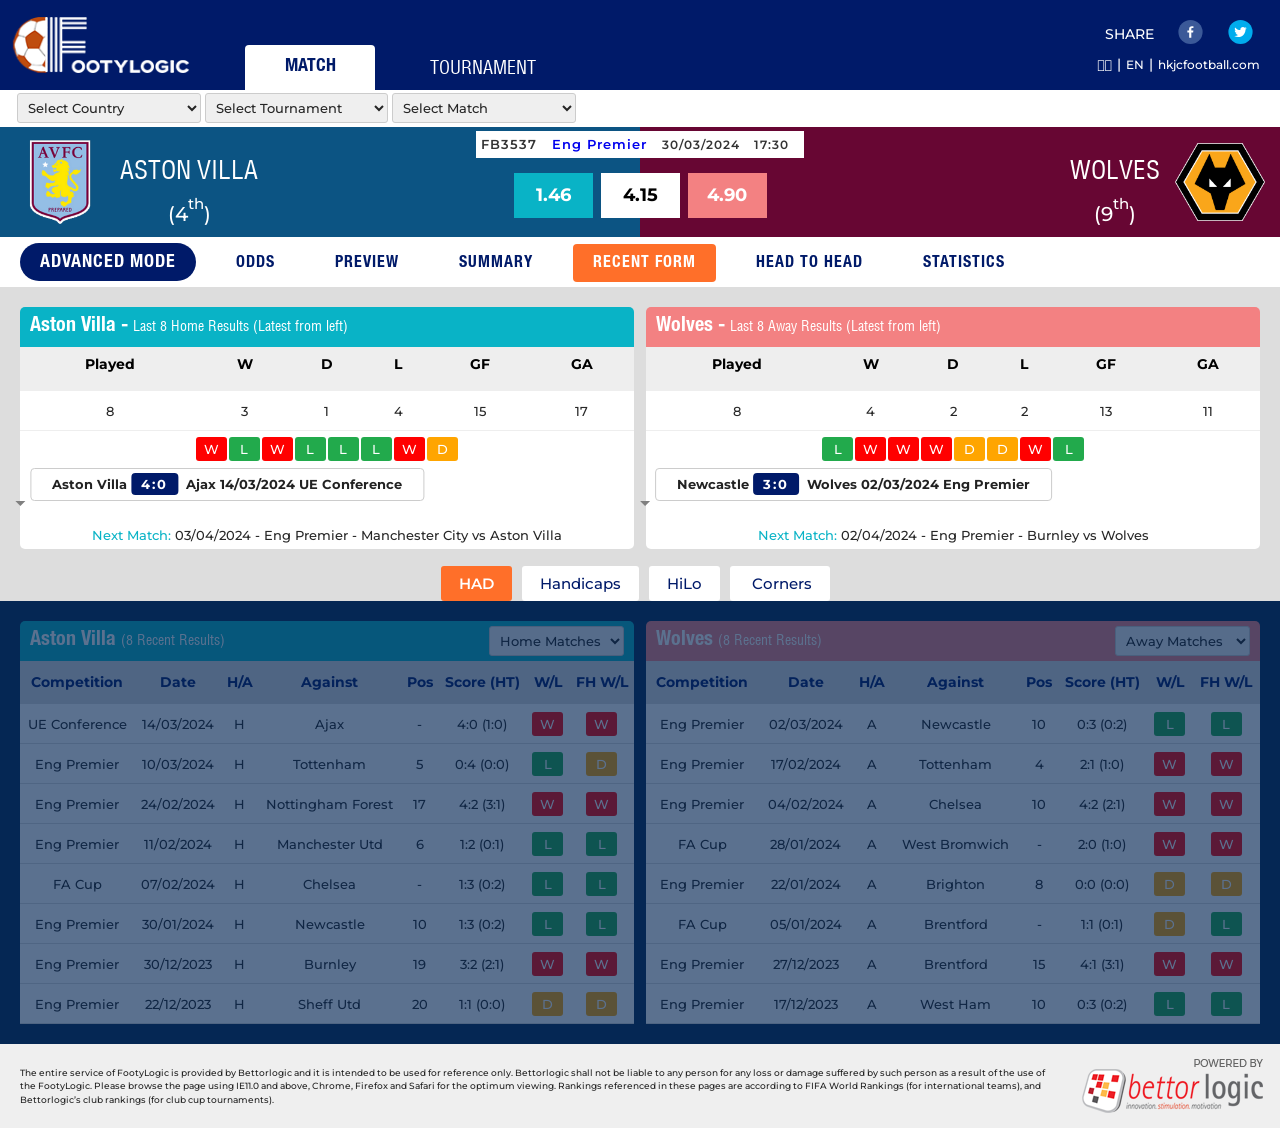 FOOTYLOGIC
MATCH
TOURNAMENT
SHARE
| EN | hkjcfootball.com
Select Country
Select Tournament
Select Match
AVFC
PREPARED
ASTON VILLA
(4th)
FB3537 Eng Premier 30/03/2024 17:30
1.46 4.15 4.90
WOLVES
(9th)
ADVANCED MODE
ODDS
PREVIEW
SUMMARY
RECENT FORM
HEAD TO HEAD
STATISTICS
Aston Villa - Last 8 Home Results (Latest from left)
Played W D L GF GA
8 3 1 4 15 17
W L W L L L W D
Aston Villa 4:0 Ajax 14/03/2024 UE Conference
Next Match: 03/04/2024 - Eng Premier - Manchester City vs Aston Villa
Wolves - Last 8 Away Results (Latest from left)
Played W D L GF GA
8 4 2 2 13 11
L W W W D D W L
Newcastle 3:0 Wolves 02/03/2024 Eng Premier
Next Match: 02/04/2024 - Eng Premier - Burnley vs Wolves
HAD
Handicaps
HiLo
Corners
Aston Villa (8 Recent Results)
Home Matches
Competition Date H/A Against Pos Score (HT) W/L FH W/L
UE Conference 14/03/2024 H Ajax - 4:0 (1:0) W W
Eng Premier 10/03/2024 H Tottenham 5 0:4 (0:0) L D
Eng Premier 24/02/2024 H Nottingham Forest 17 4:2 (3:1) W W
Eng Premier 11/02/2024 H Manchester Utd 6 1:2 (0:1) L L
FA Cup 07/02/2024 H Chelsea - 1:3 (0:2) L L
Eng Premier 30/01/2024 H Newcastle 10 1:3 (0:2) L L
Eng Premier 30/12/2023 H Burnley 19 3:2 (2:1) W W
Eng Premier 22/12/2023 H Sheff Utd 20 1:1 (0:0) D D
Wolves (8 Recent Results)
Away Matches
Competition Date H/A Against Pos Score (HT) W/L FH W/L
Eng Premier 02/03/2024 A Newcastle 10 0:3 (0:2) L L
Eng Premier 17/02/2024 A Tottenham 4 2:1 (1:0) W W
Eng Premier 04/02/2024 A Chelsea 10 4:2 (2:1) W W
FA Cup 28/01/2024 A West Bromwich - 2:0 (1:0) W W
Eng Premier 22/01/2024 A Brighton 8 0:0 (0:0) D D
FA Cup 05/01/2024 A Brentford - 1:1 (0:1) D L
Eng Premier 27/12/2023 A Brentford 15 4:1 (3:1) W W
Eng Premier 17/12/2023 A West Ham 10 0:3 (0:2) L L
The entire service of FootyLogic is provided by Bettorlogic and it is intended to be used for reference only. Bettorlogic shall not be liable to any person for any loss or damage suffered by such person as a result of the use of
the FootyLogic. Please browse the page using IE11.0 and above, Chrome, Firefox and Safari for the optimum viewing. Rankings referenced in these pages are according to FIFA World Rankings (for international teams), and
Bettorlogic's club rankings (for club cup tournaments).
POWERED BY
bettor logic
innovation.stimulation.motivation